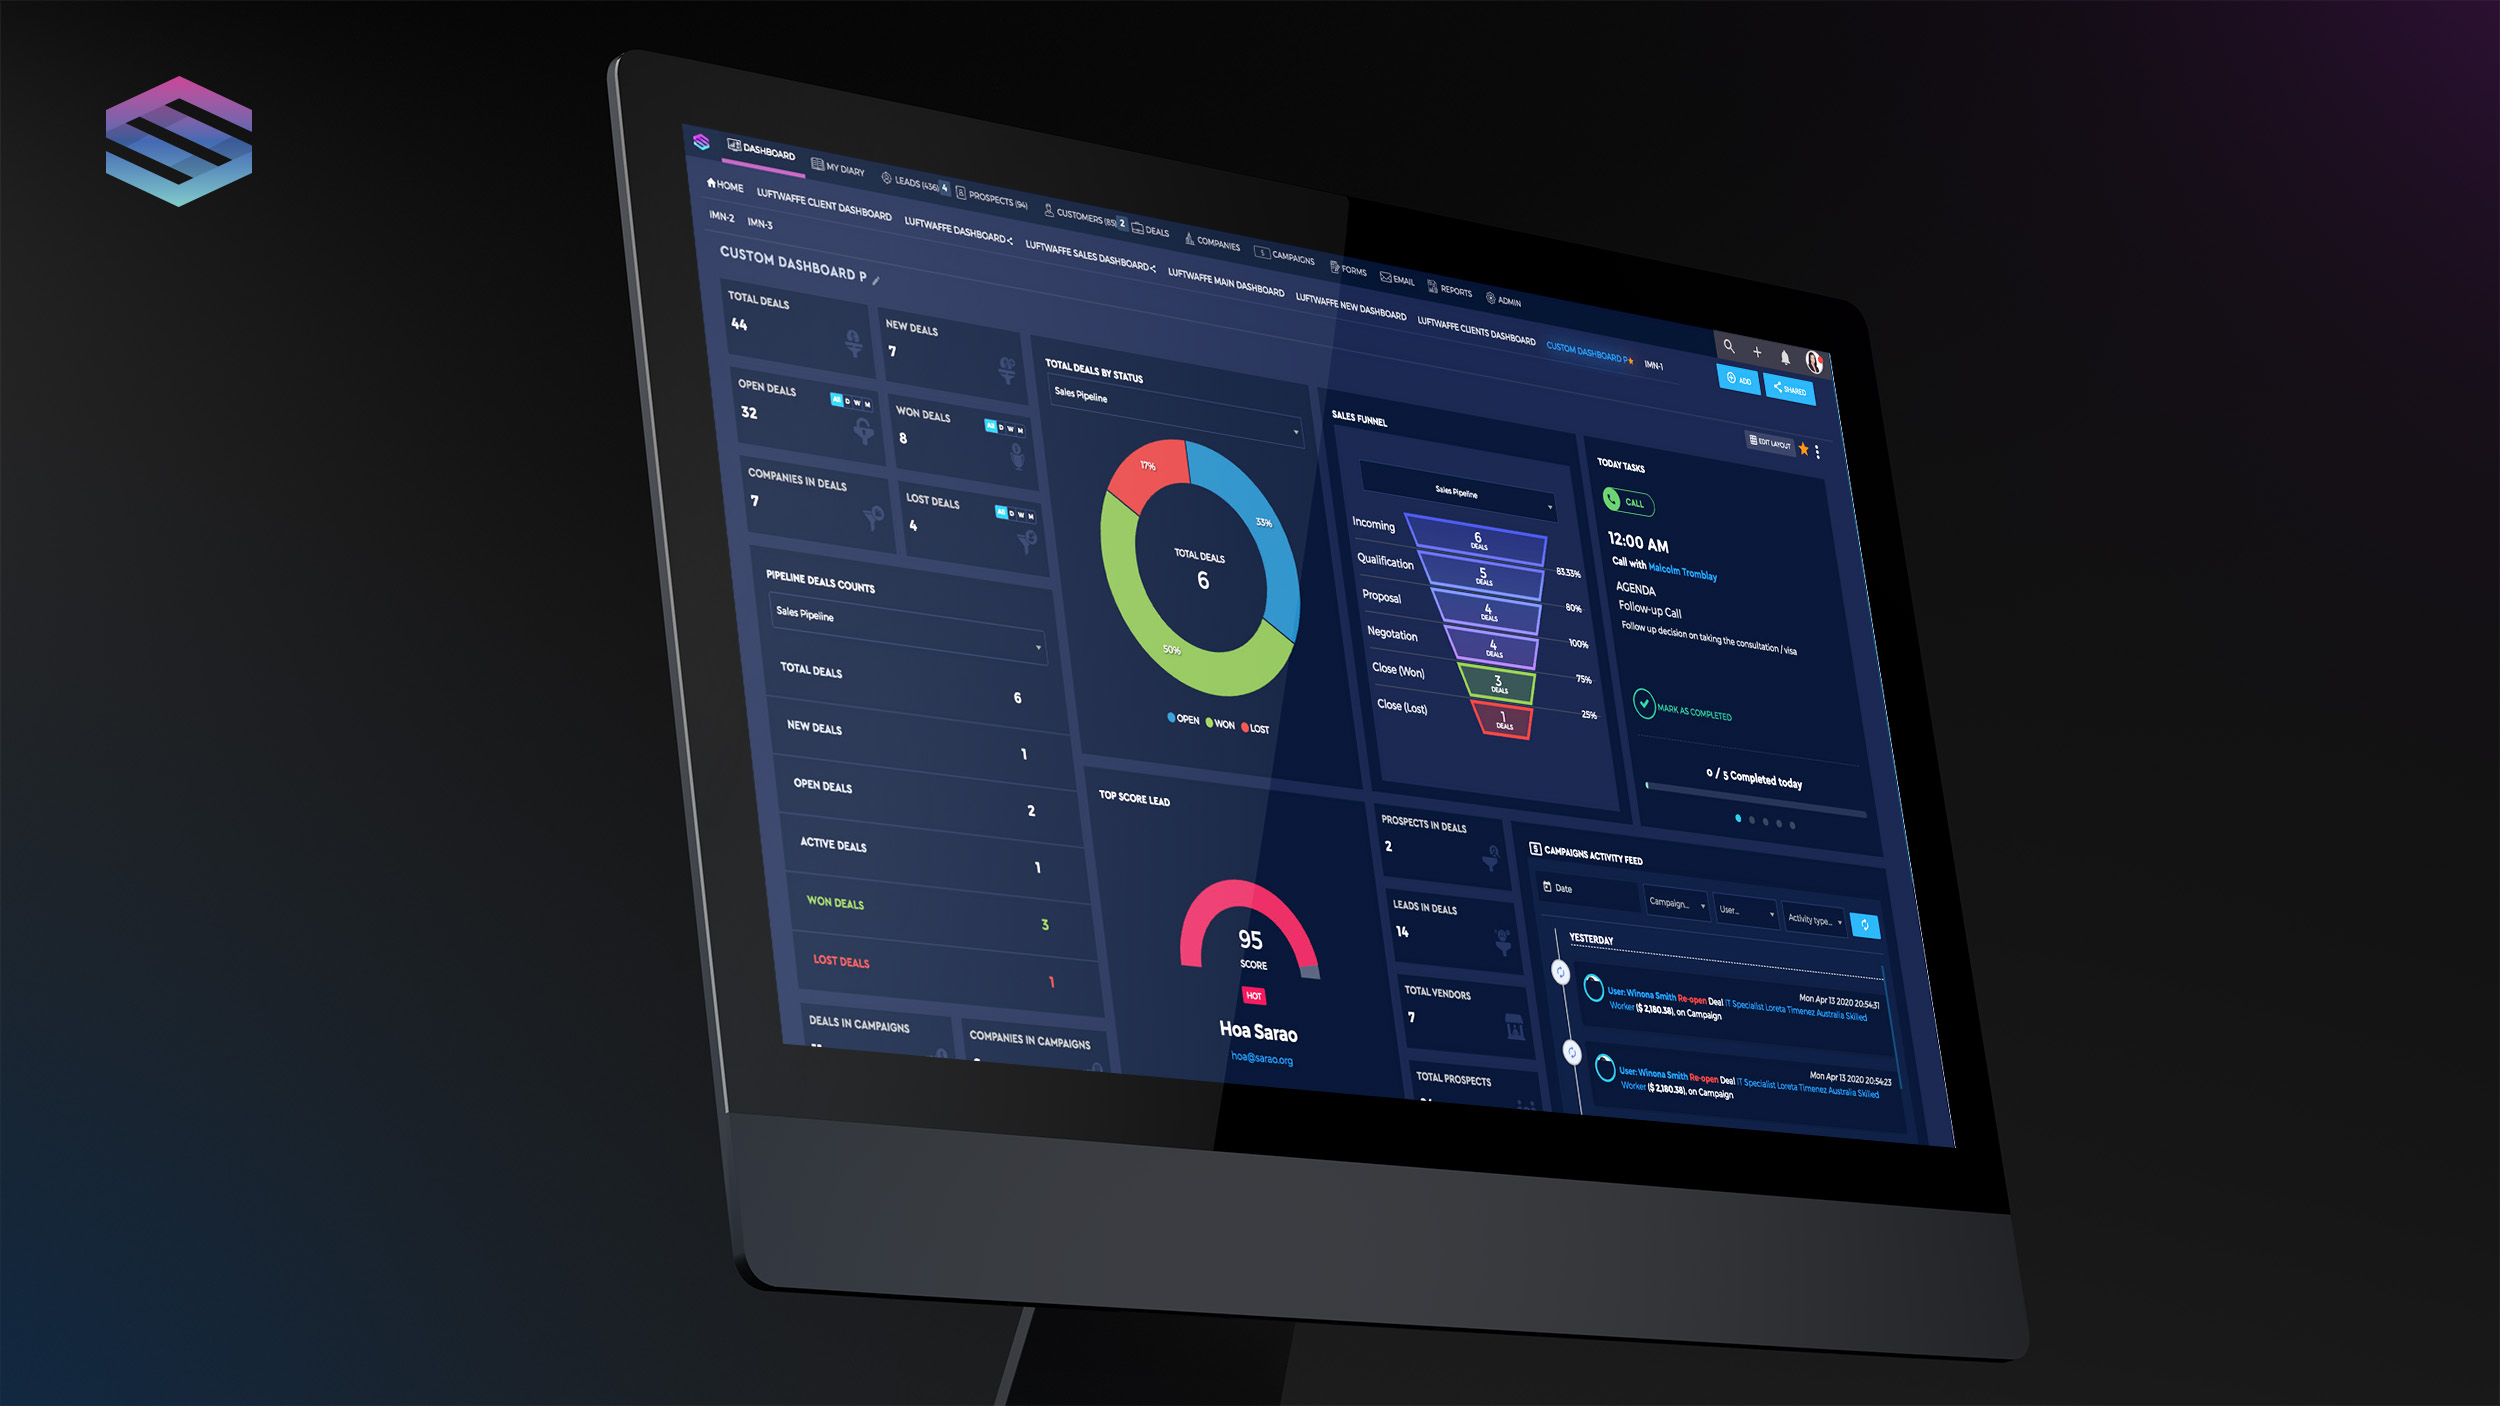 DASHBOARD
MY DIARY
LEADS (436) 4
PROSPECTS (94)
CUSTOMERS (85) 2
DEALS
COMPANIES
CAMPAIGNS
FORMS
EMAIL
REPORTS
ADMIN
HOME
LUFTWAFFE CLIENT DASHBOARD
LUFTWAFFE DASHBOARD
LUFTWAFFE SALES DASHBOARD
LUFTWAFFE MAIN DASHBOARD
LUFTWAFFE NEW DASHBOARD
LUFTWAFFE CLIENTS DASHBOARD
CUSTOM DASHBOARD P
IMN-1
IMN-2
IMN-3
ADD
SHARED
CUSTOM DASHBOARD P
EDIT LAYOUT
TOTAL DEALS
44
NEW DEALS
7
OPEN DEALS
All D W M
32
WON DEALS
All D W M
8
COMPANIES IN DEALS
7
LOST DEALS
All D W M
4
PIPELINE DEALS COUNTS
Sales Pipeline
TOTAL DEALS
6
NEW DEALS
1
OPEN DEALS
2
ACTIVE DEALS
1
WON DEALS
3
LOST DEALS
1
DEALS IN CAMPAIGNS
COMPANIES IN CAMPAIGNS
TOTAL DEALS BY STATUS
Sales Pipeline
17%
33%
TOTAL DEALS
6
50%
OPEN WON LOST
TOP SCORE LEAD
95
SCORE
HOT
Hoa Sarao
hoa@sarao.org
SALES FUNNEL
Sales Pipeline
Incoming
6
DEALS
83.33%
Qualification
5
DEALS
80%
Proposal
4
DEALS
100%
Negotation
4
DEALS
75%
Close (Won)
3
DEALS
25%
Close (Lost)
1
DEALS
TODAY TASKS
CALL
12:00 AM
Call with Malcolm Tromblay
AGENDA
Follow-up Call
Follow up decision on taking the consultation / visa
MARK AS COMPLETED
0 / 5 Completed today
PROSPECTS IN DEALS
2
LEADS IN DEALS
14
TOTAL VENDORS
7
TOTAL PROSPECTS
CAMPAIGNS ACTIVITY FEED
Date
Campaign...
User...
Activity type...
YESTERDAY
Mon Apr 13 2020 20:54:31
User: Winona Smith Re-open Deal IT Specialist Loreta Timenez Australia Skilled
Worker ($ 2,180.38), on Campaign
Mon Apr 13 2020 20:54:23
User: Winona Smith Re-open Deal IT Specialist Loreta Timenez Australia Skilled
Worker ($ 2,180.38), on Campaign